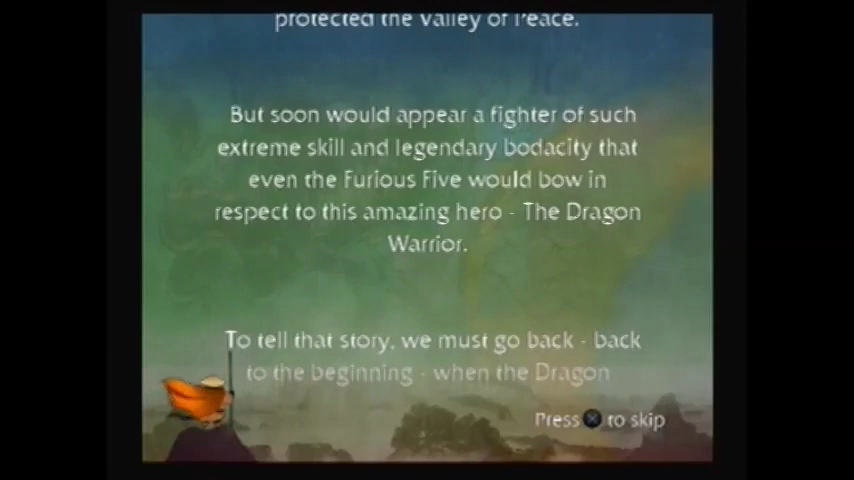 protected the Valley of Peace.
But soon would appear a fighter of such
extreme skill and legendary bodacity that
even the Furious Five would bow in
respect to this amazing hero - The Dragon
Warrior.
To tell that story, we must go back - back
to the beginning - when the Dragon
Press X to skip